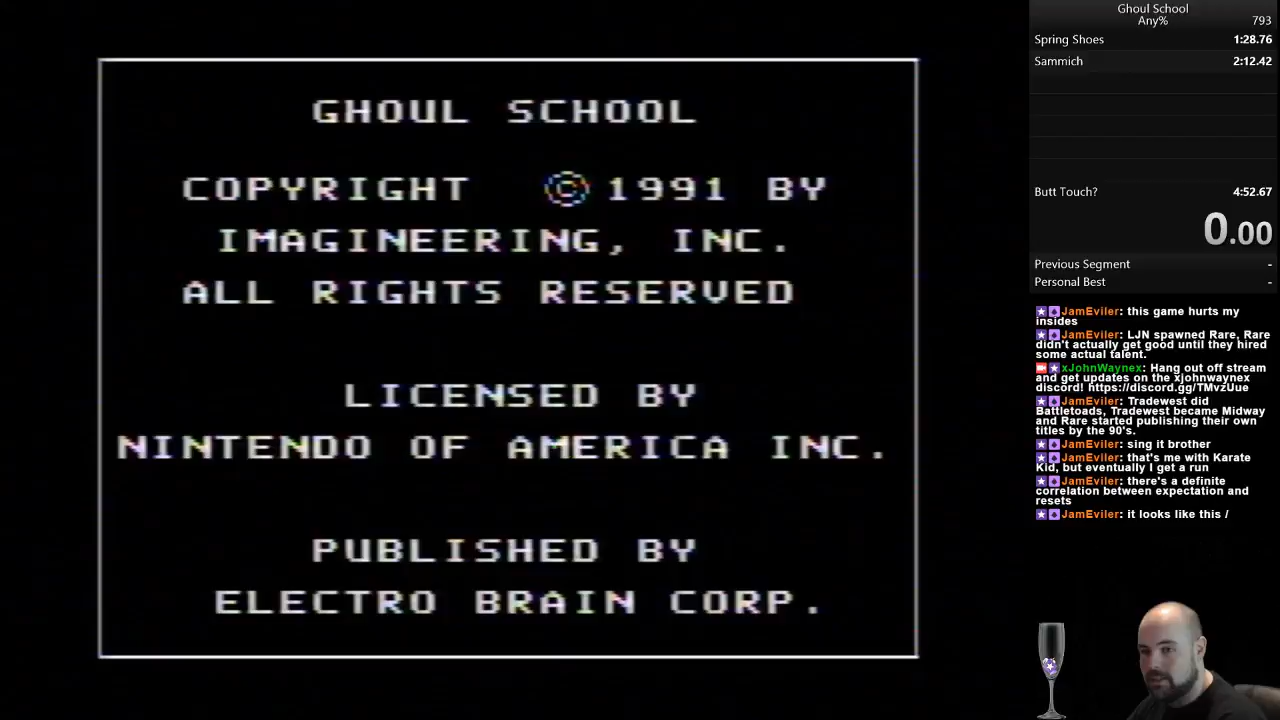 GHOUL SCHOOL
COPYRIGHT © 1991 BY
IMAGINEERING, INC.
ALL RIGHTS RESERVED
LICENSED BY
NINTENDO OF AMERICA INC.
PUBLISHED BY
ELECTRO BRAIN CORP.
Ghoul School
Any% 793
Spring Shoes 1:28.76
Sammich 2:12.42
Butt Touch? 4:52.67
0.00
Previous Segment -
Personal Best -
JamEviler: this game hurts my
insides
JamEviler: LJN spawned Rare, Rare
didn't actually get good until they hired
some actual talent.
xJohnWaynex: Hang out off stream
and get updates on the xjohnwaynex
discord! https://discord.gg/TMvzUue
JamEviler: Tradewest did
Battletoads, Tradewest became Midway
and Rare started publishing their own
titles by the 90's.
JamEviler: sing it brother
JamEviler: that's me with Karate
Kid, but eventually I get a run
JamEviler: there's a definite
correlation between expectation and
resets
JamEviler: it looks like this /